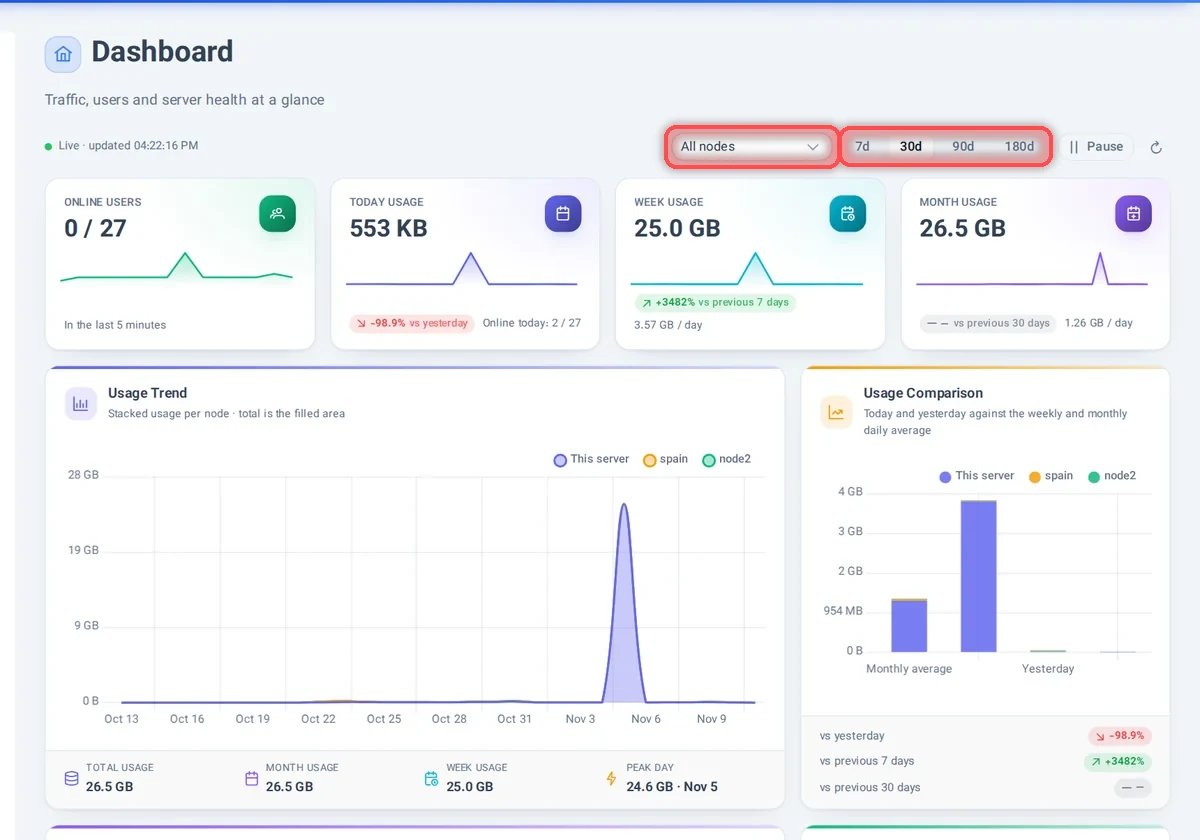 Dashboard
Traffic, users and server health at a glance
Live · updated 04:22:16 PM
All nodes
7d 30d 90d 180d
Pause
ONLINE USERS
0 / 27
In the last 5 minutes
TODAY USAGE
553 KB
-98.9% vs yesterday
Online today: 2 / 27
WEEK USAGE
25.0 GB
+3482% vs previous 7 days
3.57 GB / day
MONTH USAGE
26.5 GB
— – vs previous 30 days
1.26 GB / day
Usage Trend
Stacked usage per node · total is the filled area
This server spain node2
28 GB
19 GB
9 GB
0 B
Oct 13 Oct 16 Oct 19 Oct 22 Oct 25 Oct 28 Oct 31 Nov 3 Nov 6 Nov 9
TOTAL USAGE
26.5 GB
MONTH USAGE
26.5 GB
WEEK USAGE
25.0 GB
PEAK DAY
24.6 GB · Nov 5
Usage Comparison
Today and yesterday against the weekly and monthly
daily average
This server spain node2
4 GB
3 GB
2 GB
954 MB
0 B
Monthly average Yesterday
vs yesterday -98.9%
vs previous 7 days +3482%
vs previous 30 days — –